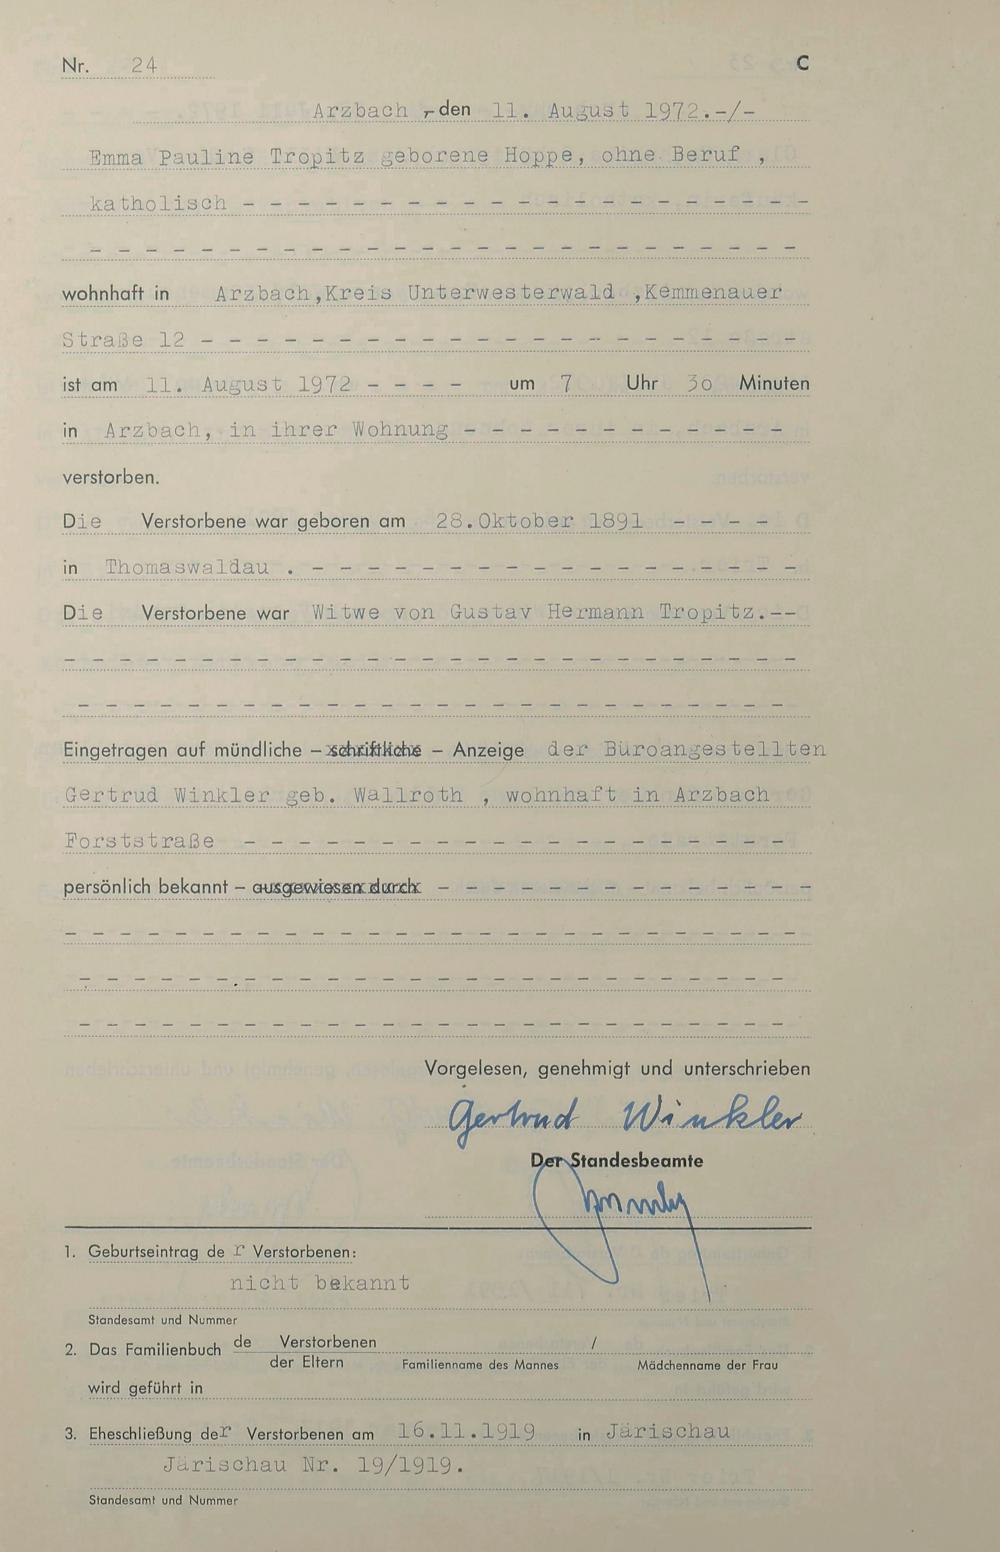 Nr. 24 C
Arzbach, den 11. August 1972.-/-
Emma Pauline Tropitz geborene Hoppe, ohne Beruf ,
katholisch - - - - - - - - - - - - - - - - - - - - -
- - - - - - - - - - - - - - - - - - - - - - - - - -
wohnhaft in Arzbach,Kreis Unterwesterwald ,Kemmenauer
Straße 12 - - - - - - - - - - - - - - - - - - - - - -
ist am 11. August 1972 - - - - um 7 Uhr 30 Minuten
in Arzbach, in ihrer Wohnung - - - - - - - - - - - -
verstorben.
Die Verstorbene war geboren am 28.Oktober 1891 - - - -
in Thomaswaldau . - - - - - - - - - - - - - - - - - -
Die Verstorbene war Witwe von Gustav Hermann Tropitz.--
- - - - - - - - - - - - - - - - - - - - - - - - - - -
- - - - - - - - - - - - - - - - - - - - - - - - - -
Eingetragen auf mündliche – schriftliche – Anzeige der Büroangestellten
Gertrud Winkler geb. Wallroth , wohnhaft in Arzbach
Forststraße - - - - - - - - - - - - - - - - - - - -
persönlich bekannt – ausgewiesen durch - - - - - - - - - - - - - -
- - - - - - - - - - - - - - - - - - - - - - - - - - -
- - - - - - - - - - - - - - - - - - - - - - - - - -
- - - - - - - - - - - - - - - - - - - - - - - - - -
Vorgelesen, genehmigt und unterschrieben
Gertrud Winkler
Der Standesbeamte
1. Geburtseintrag de r Verstorbenen:
nicht bekannt
Standesamt und Nummer
2. Das Familienbuch de Verstorbenen /
der Eltern Familienname des Mannes Mädchenname der Frau
wird geführt in
3. Eheschließung der Verstorbenen am 16.11.1919 in Järischau
Järischau Nr. 19/1919.
Standesamt und Nummer